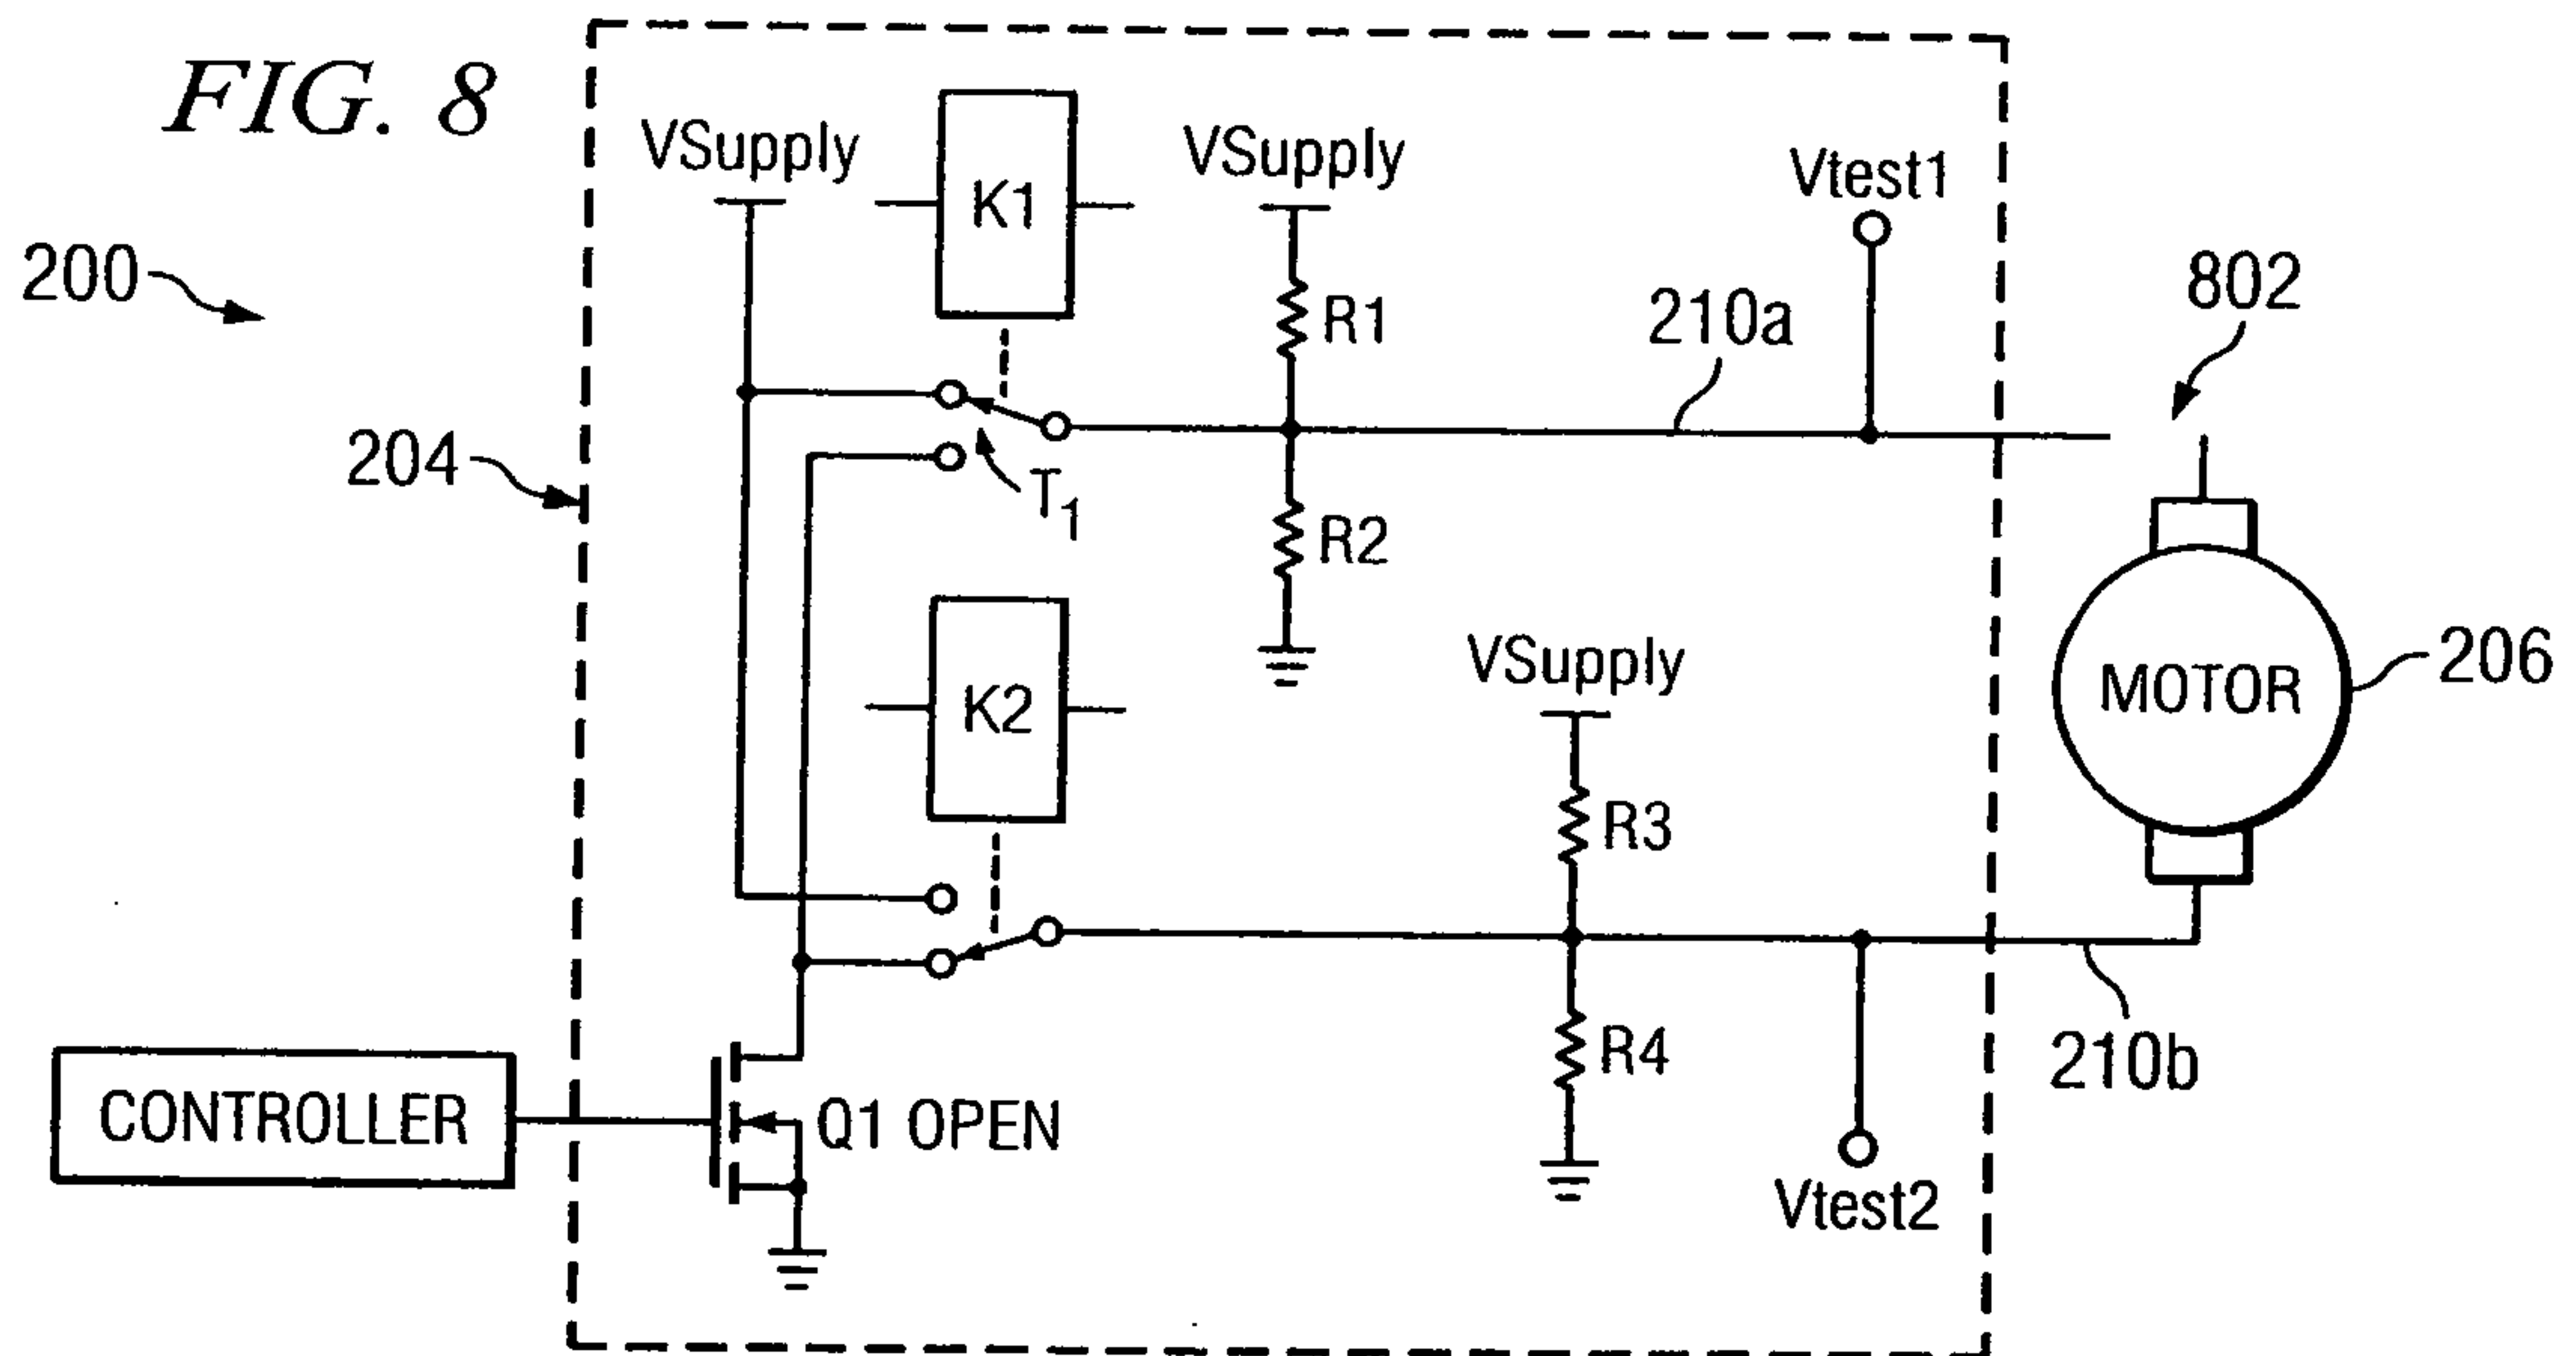 FIG. 8
VSupply
K1
VSupply
Vtest1
200
R1
210a
802
204
T1
R2
K2
VSupply
MOTOR
206
R3
CONTROLLER
Q1 OPEN
R4
210b
Vtest2